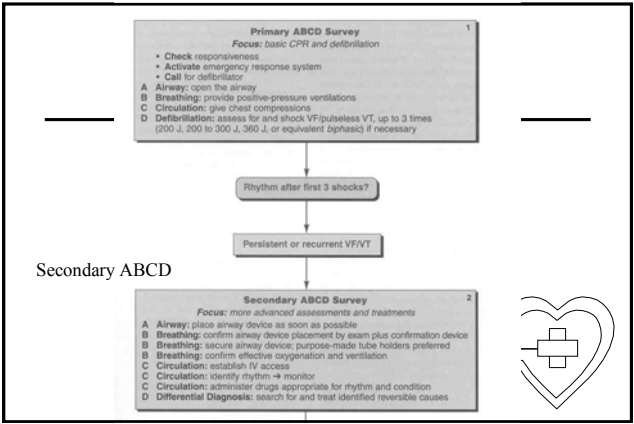 Primary ABCD Survey 1
Focus: basic CPR and defibrillation
• Check responsiveness
• Activate emergency response system
• Call for defibrillator
A Airway: open the airway
B Breathing: provide positive-pressure ventilations
C Circulation: give chest compressions
D Defibrillation: assess for and shock VF/pulseless VT, up to 3 times
(200 J, 200 to 300 J, 360 J, or equivalent biphasic) if necessary
Rhythm after first 3 shocks?
Persistent or recurrent VF/VT
Secondary ABCD
Secondary ABCD Survey 2
Focus: more advanced assessments and treatments
A Airway: place airway device as soon as possible
B Breathing: confirm airway device placement by exam plus confirmation device
B Breathing: secure airway device; purpose-made tube holders preferred
B Breathing: confirm effective oxygenation and ventilation
C Circulation: establish IV access
C Circulation: identify rhythm → monitor
C Circulation: administer drugs appropriate for rhythm and condition
D Differential Diagnosis: search for and treat identified reversible causes